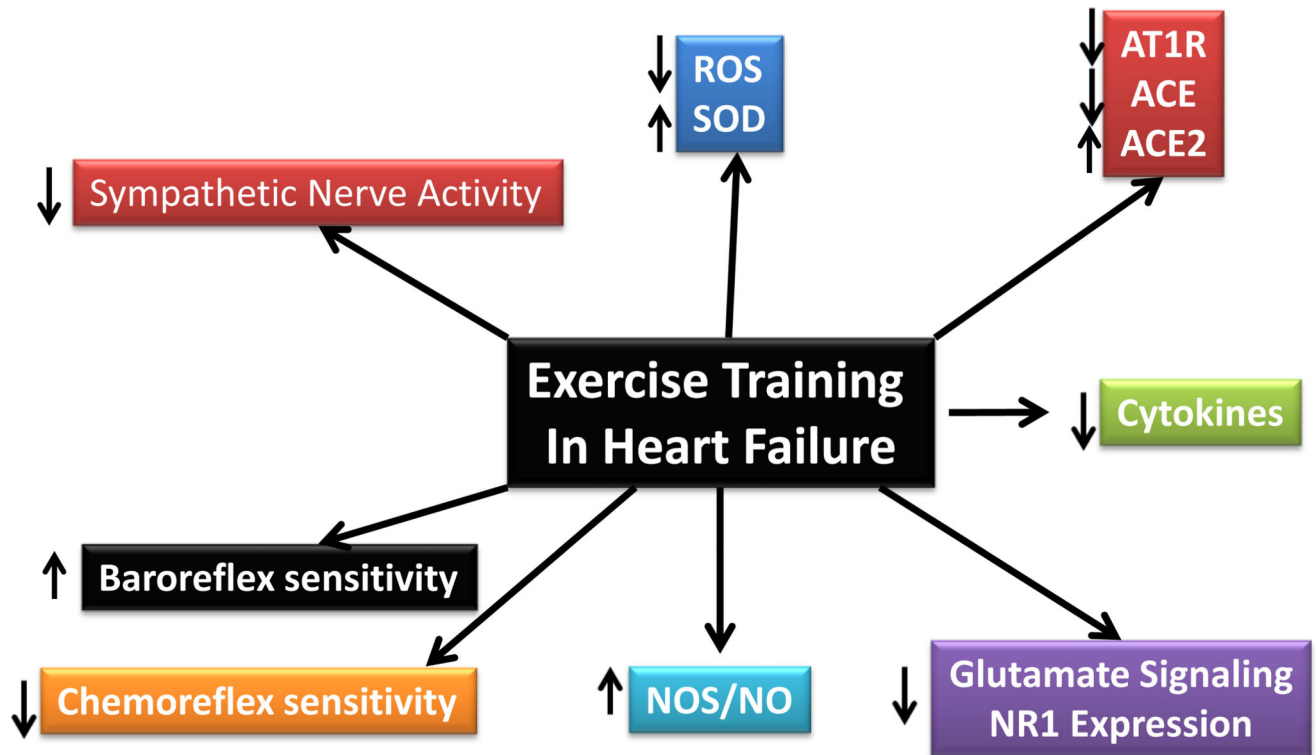 ROS
SOD
AT1R
ACE
ACE2
Sympathetic Nerve Activity
Exercise Training
In Heart Failure
Cytokines
Baroreflex sensitivity
Chemoreflex sensitivity
NOS/NO
Glutamate Signaling
NR1 Expression